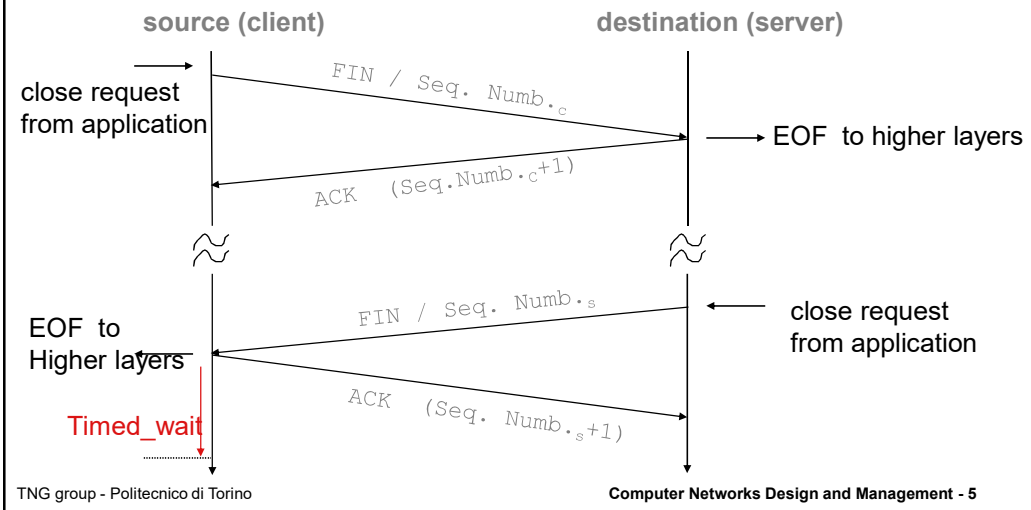 source (client)
destination (server)
close request
from application
FIN / Seq. Numb.c
EOF to higher layers
ACK (Seq.Numb.c+1)
FIN / Seq. Numb.s
close request
from application
EOF to
Higher layers
ACK (Seq. Numb.s+1)
Timed_wait
TNG group - Politecnico di Torino
Computer Networks Design and Management - 5